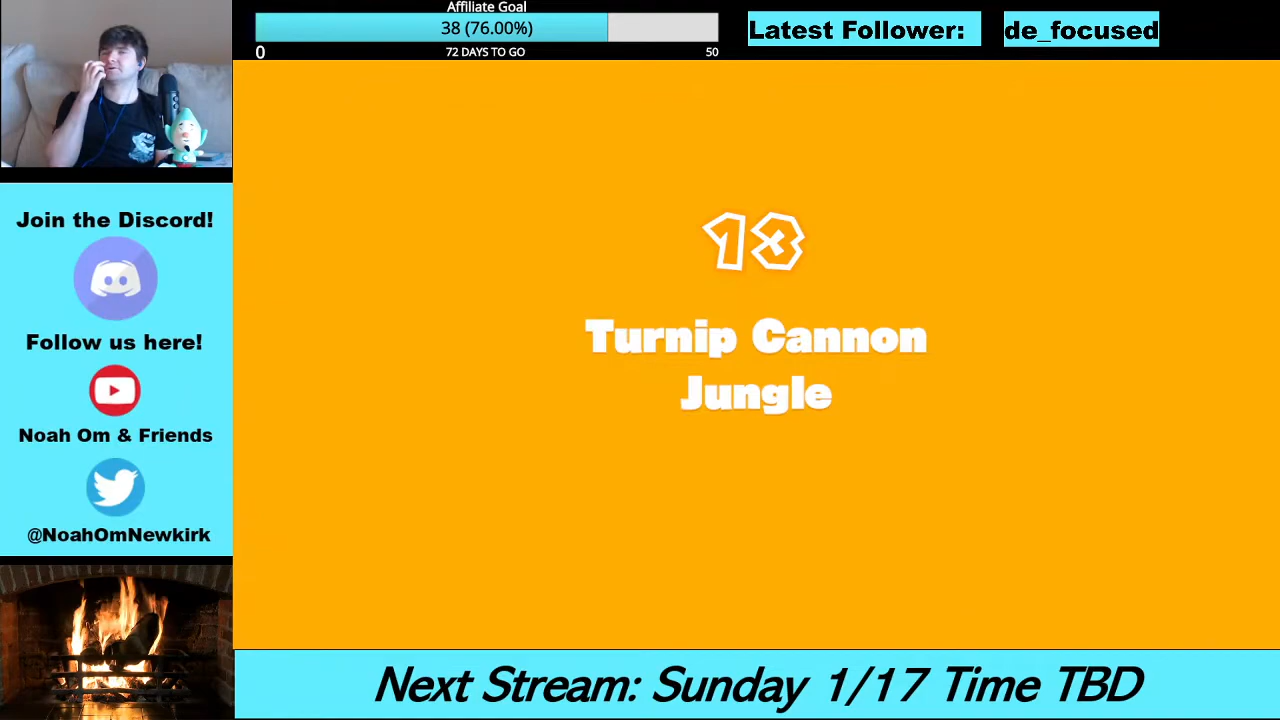 Affiliate Goal
38 (76.00%)
0
72 DAYS TO GO
50
Latest Follower:
de_focused
13
Turnip Cannon
Jungle
Join the Discord!
Follow us here!
Noah Om & Friends
@NoahOmNewkirk
Next Stream: Sunday 1/17 Time TBD